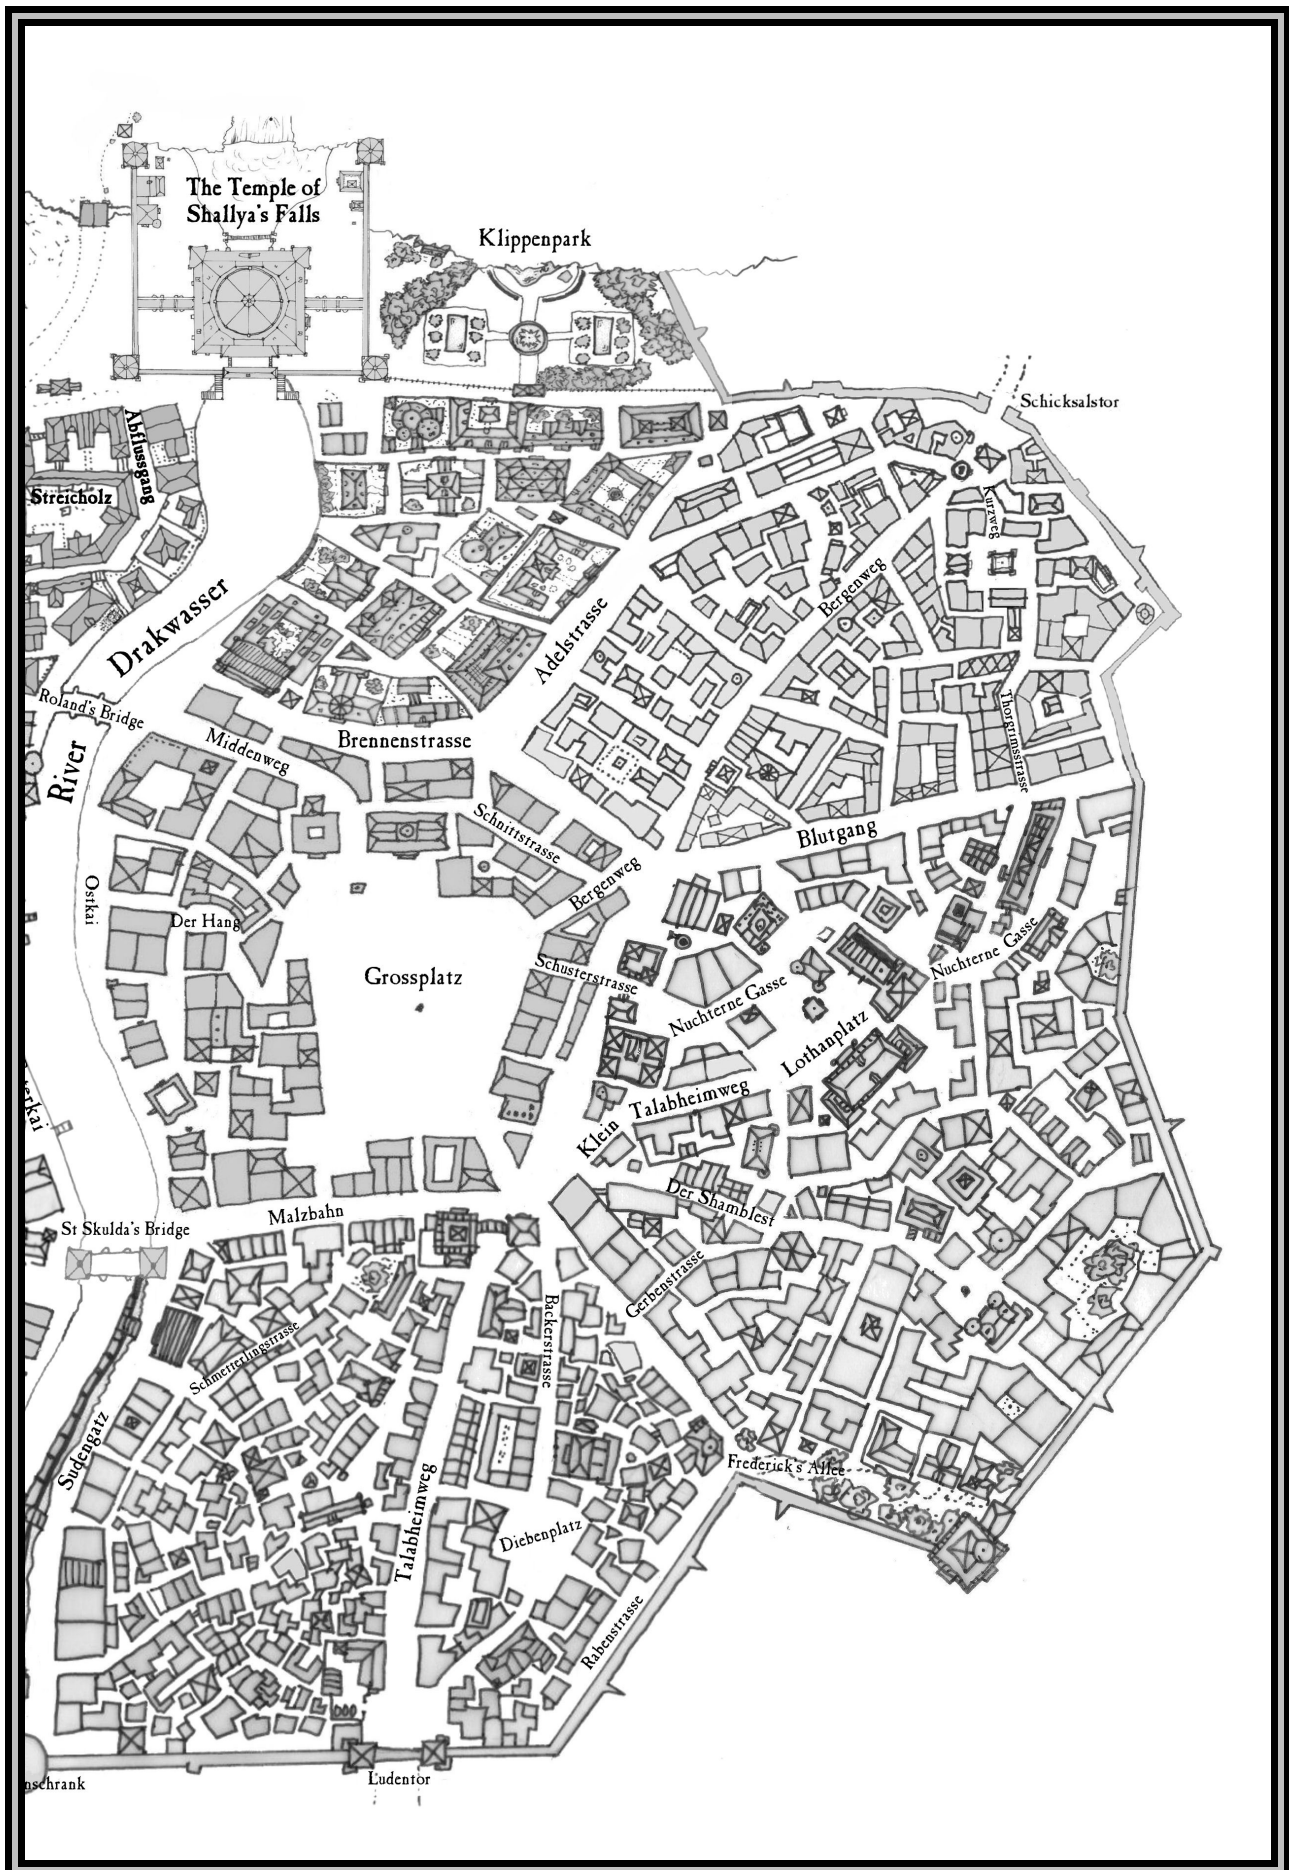 The Temple of
Shallya's Falls
Klippenpark
Schicksalstor
Abflussgang
Streicholz
Kurzweg
Drakwasser
Bergenweg
Adelstrasse
Roland's Bridge
Thorgrimsstrasse
Middenweg
Brennenstrasse
River
Schnittstrasse
Blutgang
Bergenweg
Ostkai
Der Hang
Nuchterne Gasse
Schusterstrasse
Grossplatz
Nuchterne Gasse
Lothanplatz
Talabheimweg
Klein
Der Shamblest
Malzbahn
St Skulda's Bridge
Gerbenstrasse
Backerstrasse
Schmetterlingstrasse
Sudengatz
Frederick's Allee
Talabheimweg
Diebenplatz
Rabenstrasse
Ludentor
nschrank